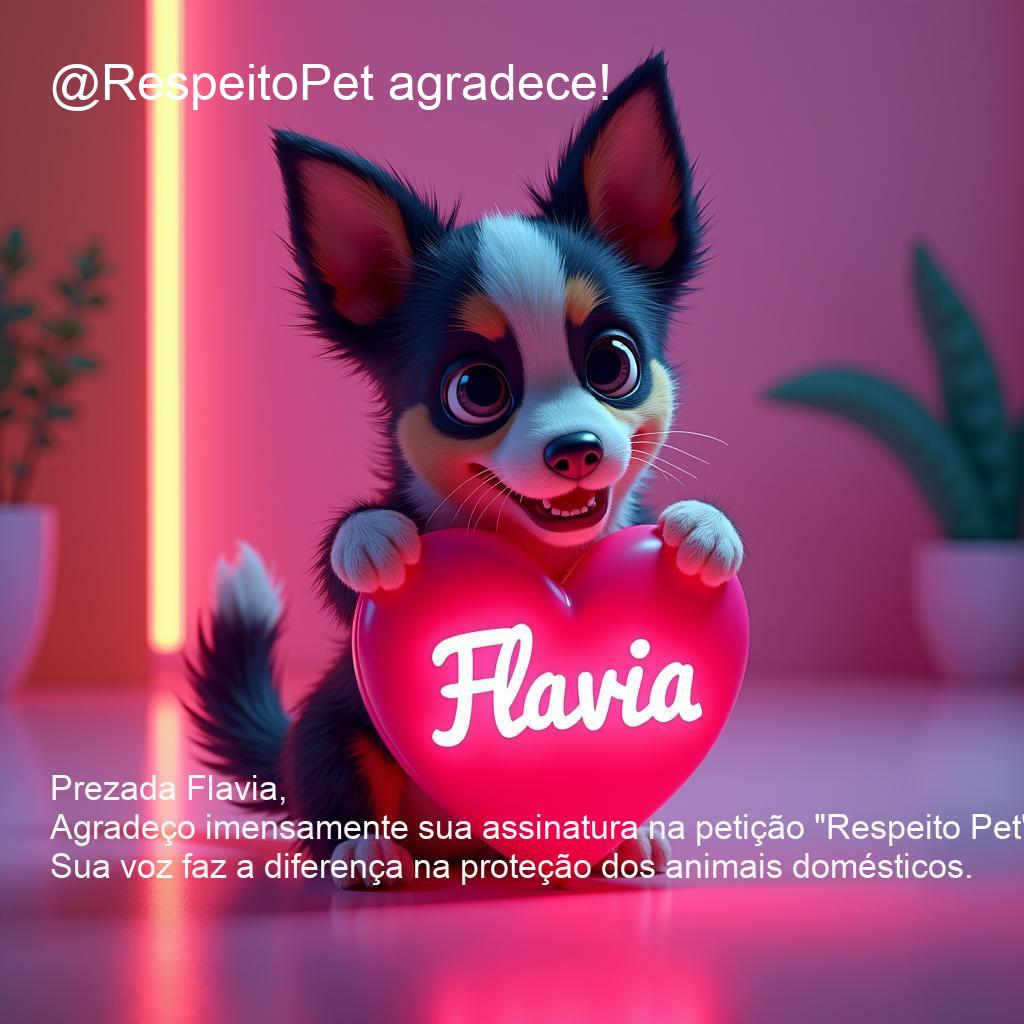 @RespeitoPet agradece!
Flavia
Prezada Flavia,
Agradeço imensamente sua assinatura na petição "Respeito Pet"
Sua voz faz a diferença na proteção dos animais domésticos.